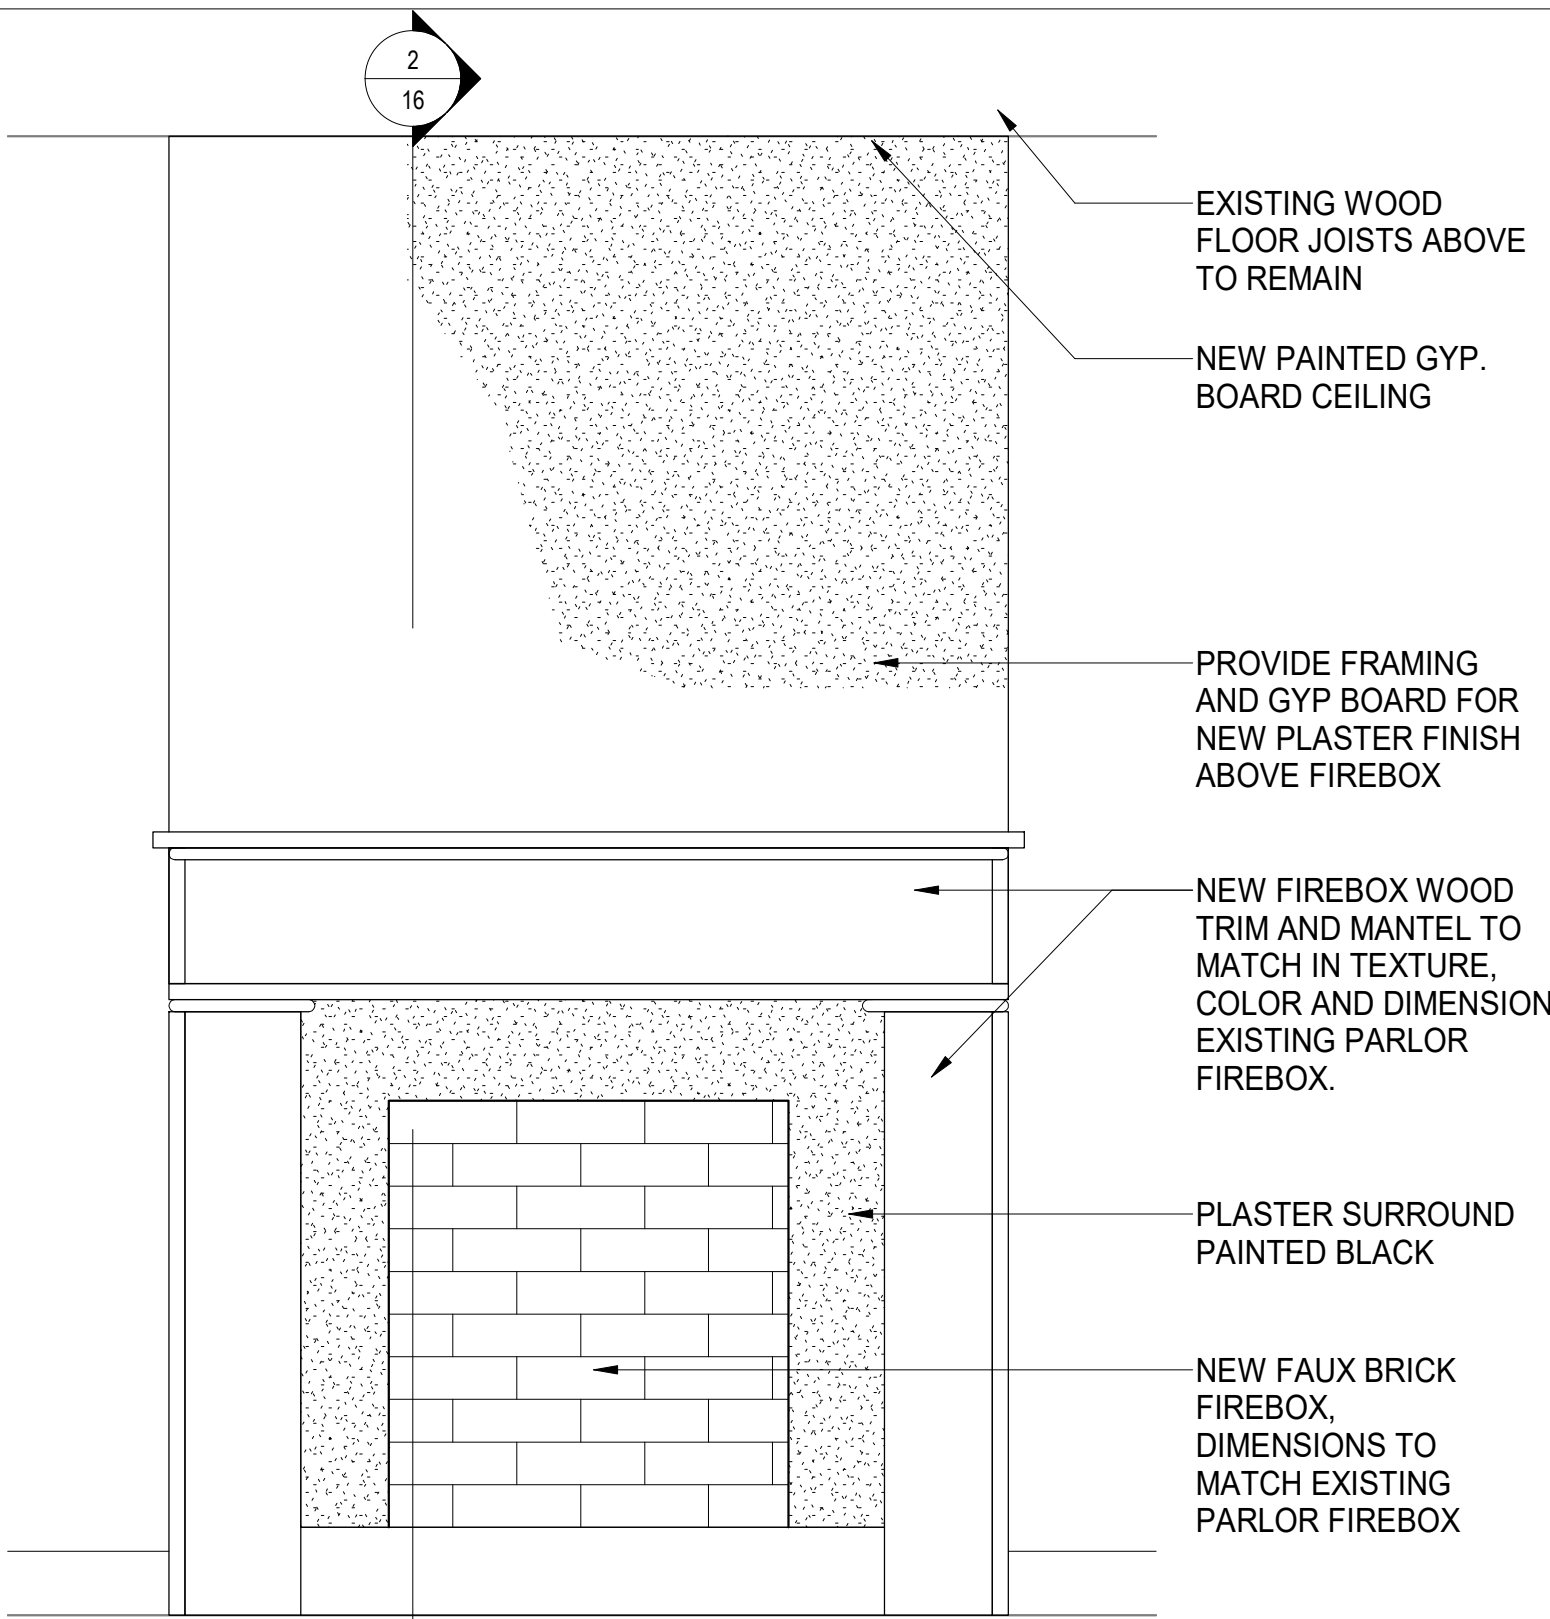 2
16
EXISTING WOOD
FLOOR JOISTS ABOVE
TO REMAIN
NEW PAINTED GYP.
BOARD CEILING
PROVIDE FRAMING
AND GYP BOARD FOR
NEW PLASTER FINISH
ABOVE FIREBOX
NEW FIREBOX WOOD
TRIM AND MANTEL TO
MATCH IN TEXTURE,
COLOR AND DIMENSION
EXISTING PARLOR
FIREBOX.
PLASTER SURROUND
PAINTED BLACK
NEW FAUX BRICK
FIREBOX,
DIMENSIONS TO
MATCH EXISTING
PARLOR FIREBOX